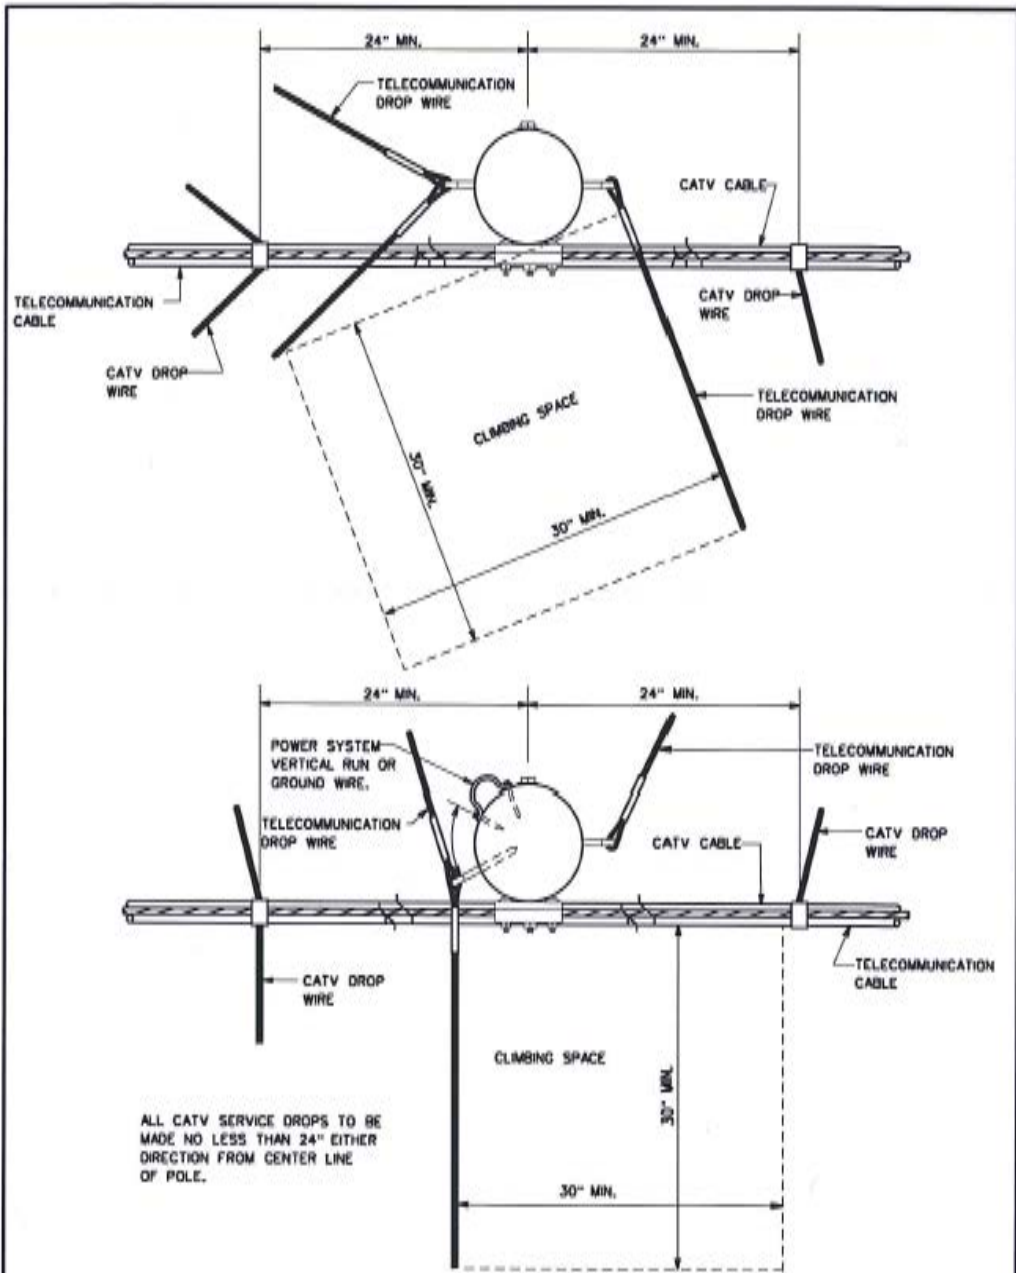 24" MIN.
24" MIN.
TELECOMMUNICATION
DROP WIRE
CATV CABLE
TELECOMMUNICATION
CABLE
CATV DROP
WIRE
CATV DROP
WIRE
TELECOMMUNICATION
DROP WIRE
CLIMBING SPACE
30" MIN.
30" MIN.
24" MIN.
24" MIN.
POWER SYSTEM
VERTICAL RUN OR
GROUND WIRE.
TELECOMMUNICATION
DROP WIRE
TELECOMMUNICATION
DROP WIRE
CATV CABLE
CATV DROP
WIRE
CATV DROP
WIRE
TELECOMMUNICATION
CABLE
CLIMBING SPACE
30" MIN.
ALL CATV SERVICE DROPS TO BE
MADE NO LESS THAN 24" EITHER
DIRECTION FROM CENTER LINE
OF POLE.
30" MIN.